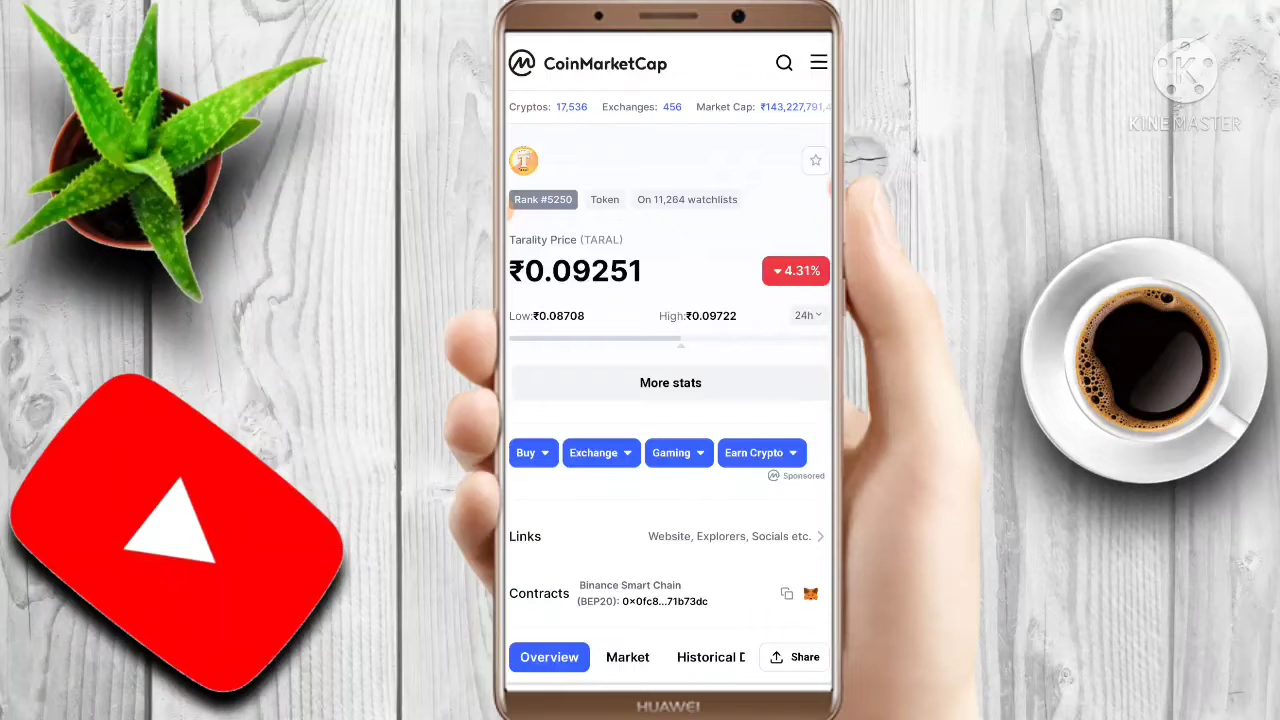 CoinMarketCap
Cryptos: 17,536 Exchanges: 456 Market Cap: ₹143,227,791,4
KINEMASTER
Rank #5250 Token On 11,264 watchlists
Tarality Price (TARAL)
₹0.09251 4.31%
Low:₹0.08708 High:₹0.09722 24h
More stats
Buy Exchange Gaming Earn Crypto
Sponsored
Links Website, Explorers, Socials etc.
Contracts Binance Smart Chain
(BEP20): 0x0fc8...71b73dc
Overview Market Historical D Share
HUAWEI